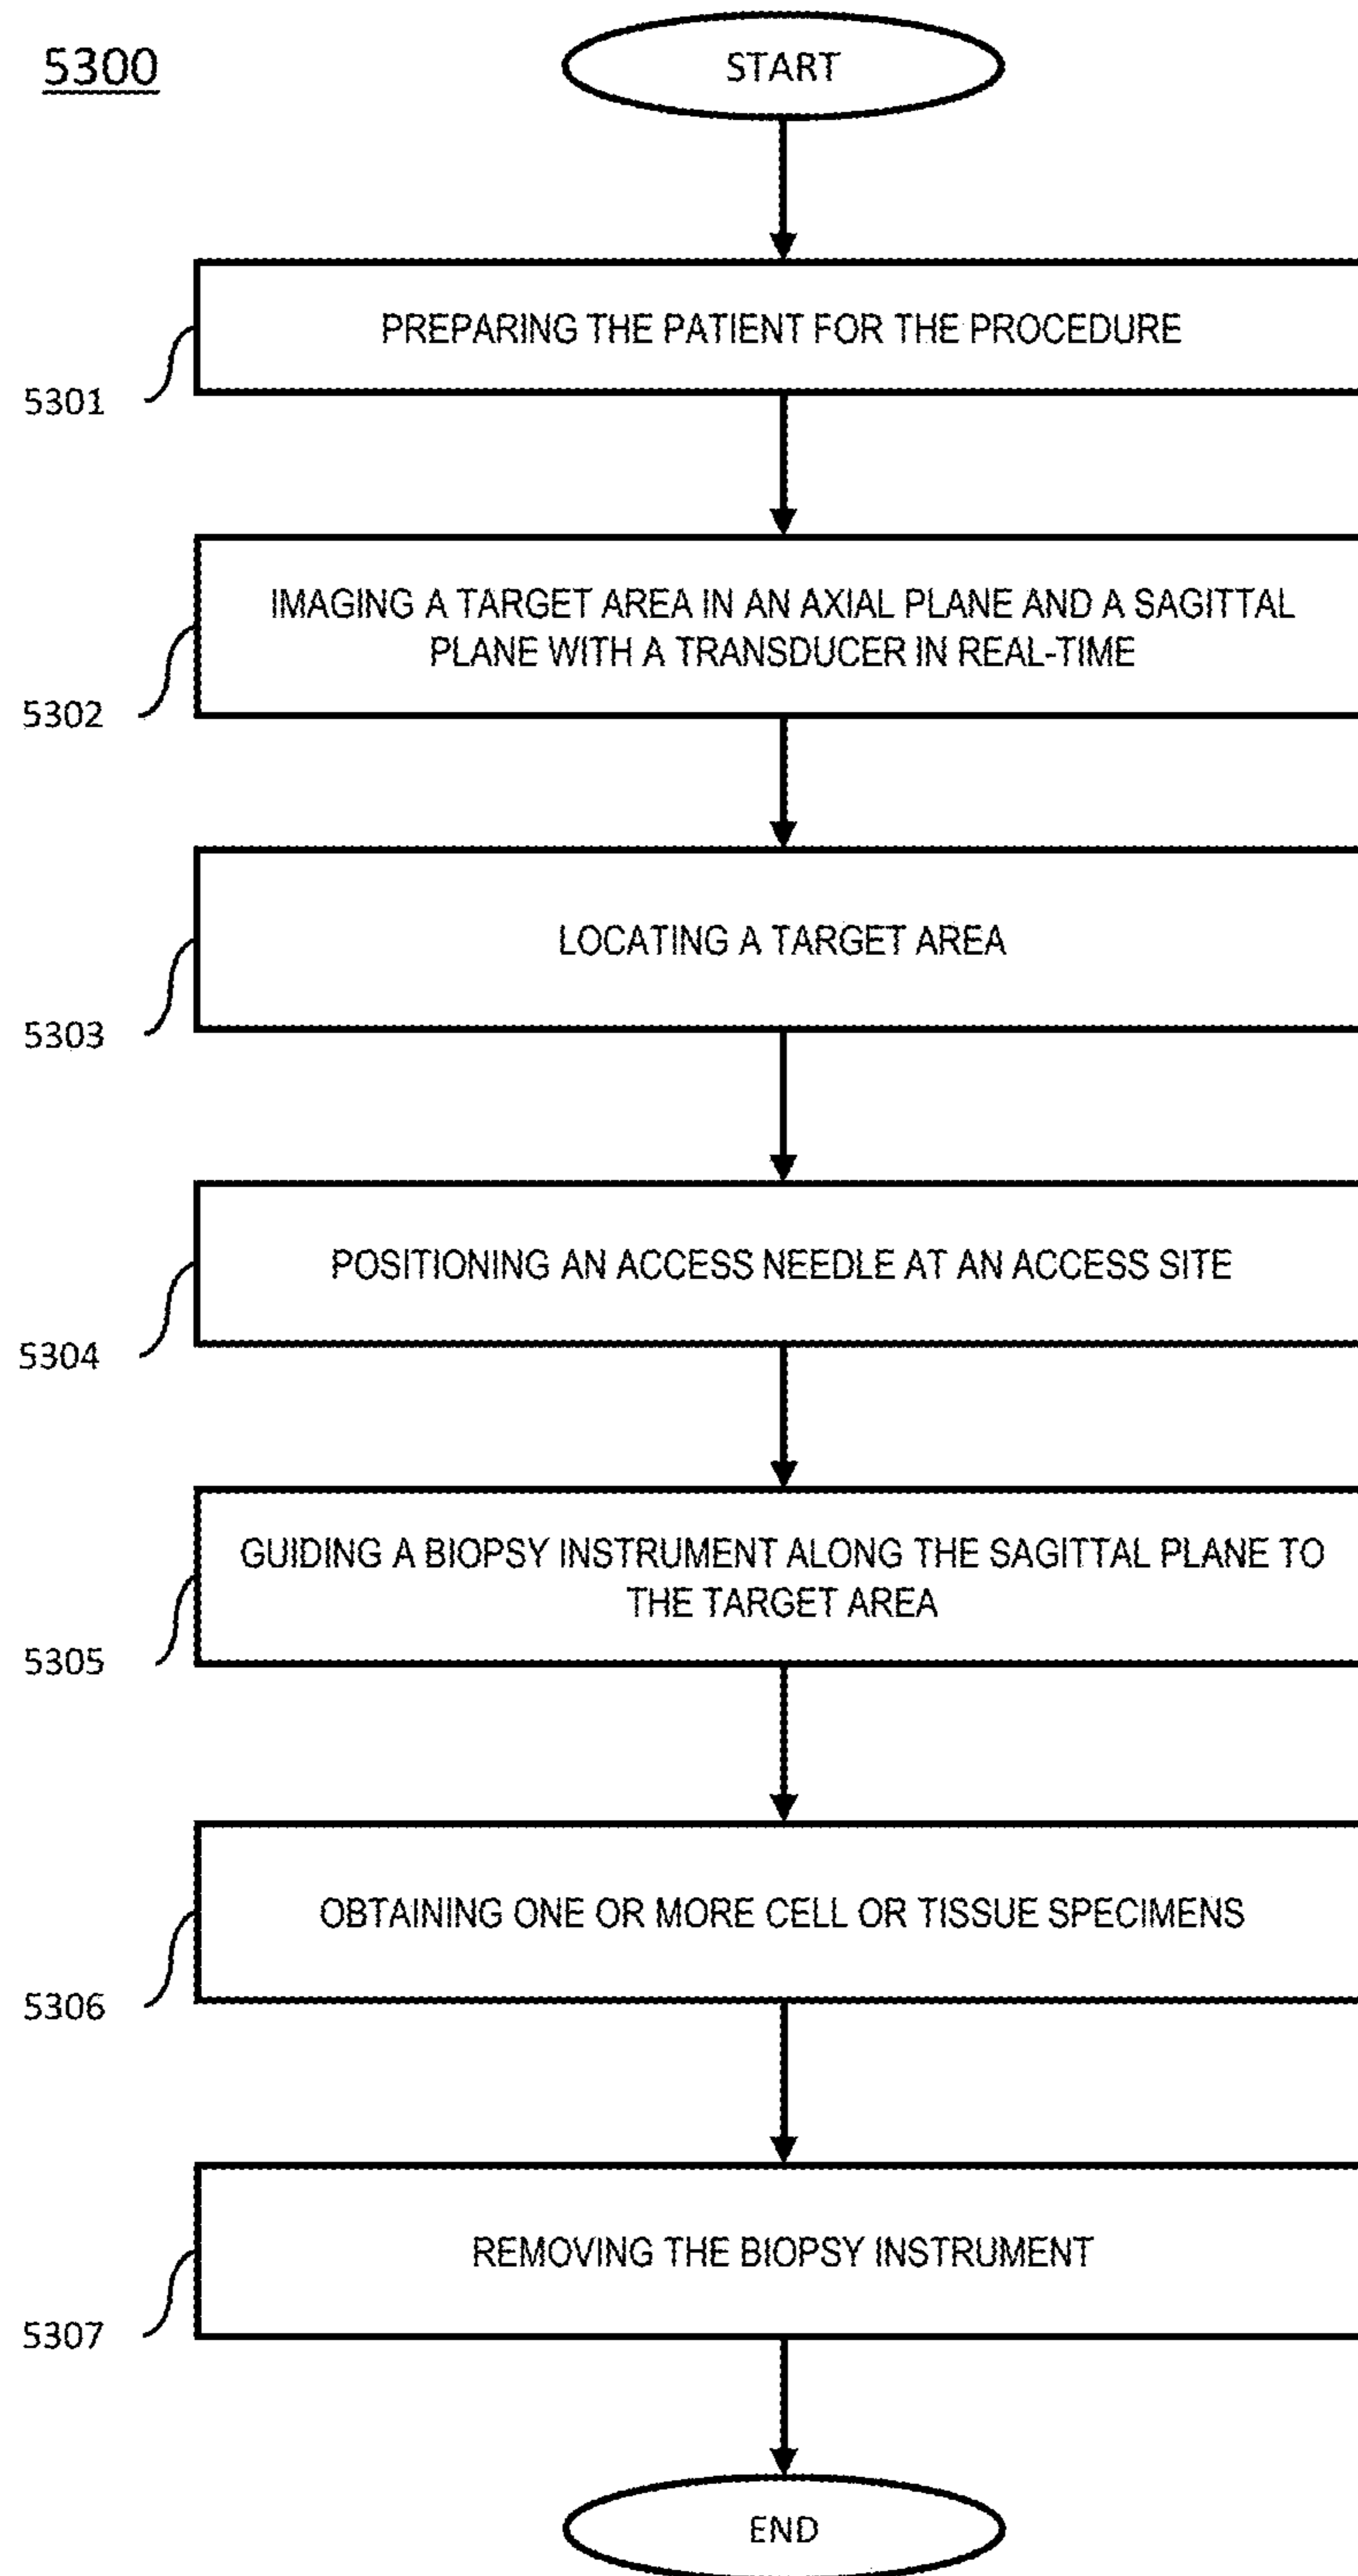 5300
START
PREPARING THE PATIENT FOR THE PROCEDURE
5301
IMAGING A TARGET AREA IN AN AXIAL PLANE AND A SAGITTAL
PLANE WITH A TRANSDUCER IN REAL-TIME
5302
LOCATING A TARGET AREA
5303
POSITIONING AN ACCESS NEEDLE AT AN ACCESS SITE
5304
GUIDING A BIOPSY INSTRUMENT ALONG THE SAGITTAL PLANE TO
THE TARGET AREA
5305
OBTAINING ONE OR MORE CELL OR TISSUE SPECIMENS
5306
REMOVING THE BIOPSY INSTRUMENT
5307
END